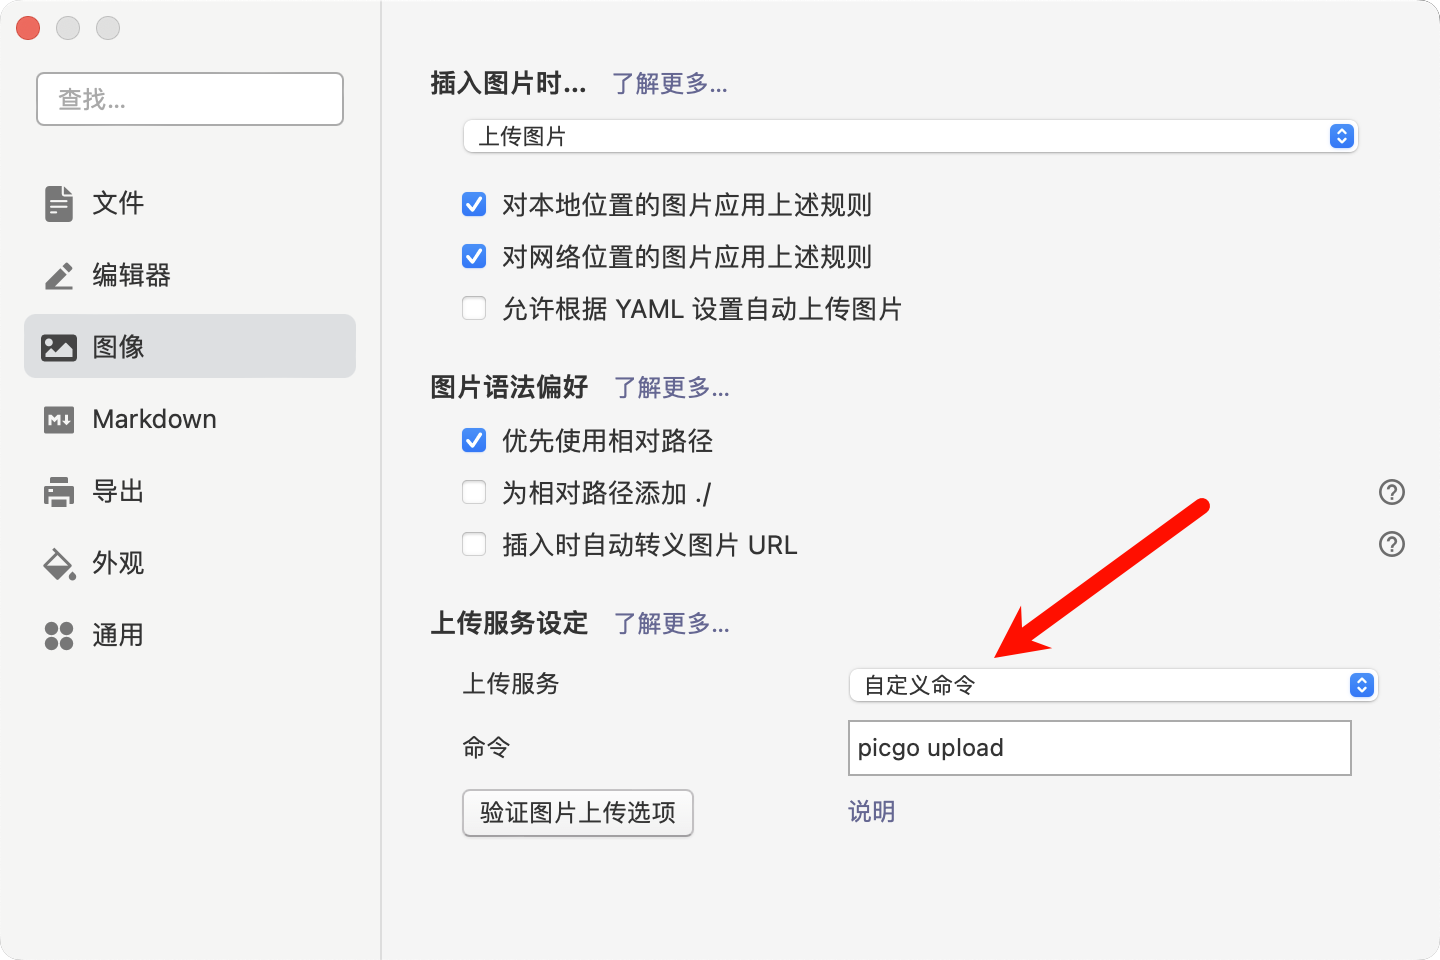 查找...
文件
编辑器
图像
Markdown
导出
外观
通用
插入图片时... 了解更多...
上传图片
对本地位置的图片应用上述规则
对网络位置的图片应用上述规则
允许根据 YAML 设置自动上传图片
图片语法偏好 了解更多...
优先使用相对路径
为相对路径添加 ./
插入时自动转义图片 URL
上传服务设定 了解更多...
上传服务 自定义命令
命令 picgo upload
验证图片上传选项 说明